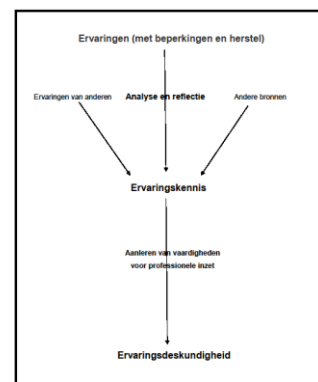 Ervaringen (met beperkingen en herstel)
Ervaringen van anderen
Analyse en reflectie
Andere bronnen
Ervaringskennis
Aanleren van vaardigheden
voor professionele inzet
Ervaringsdeskundigheid